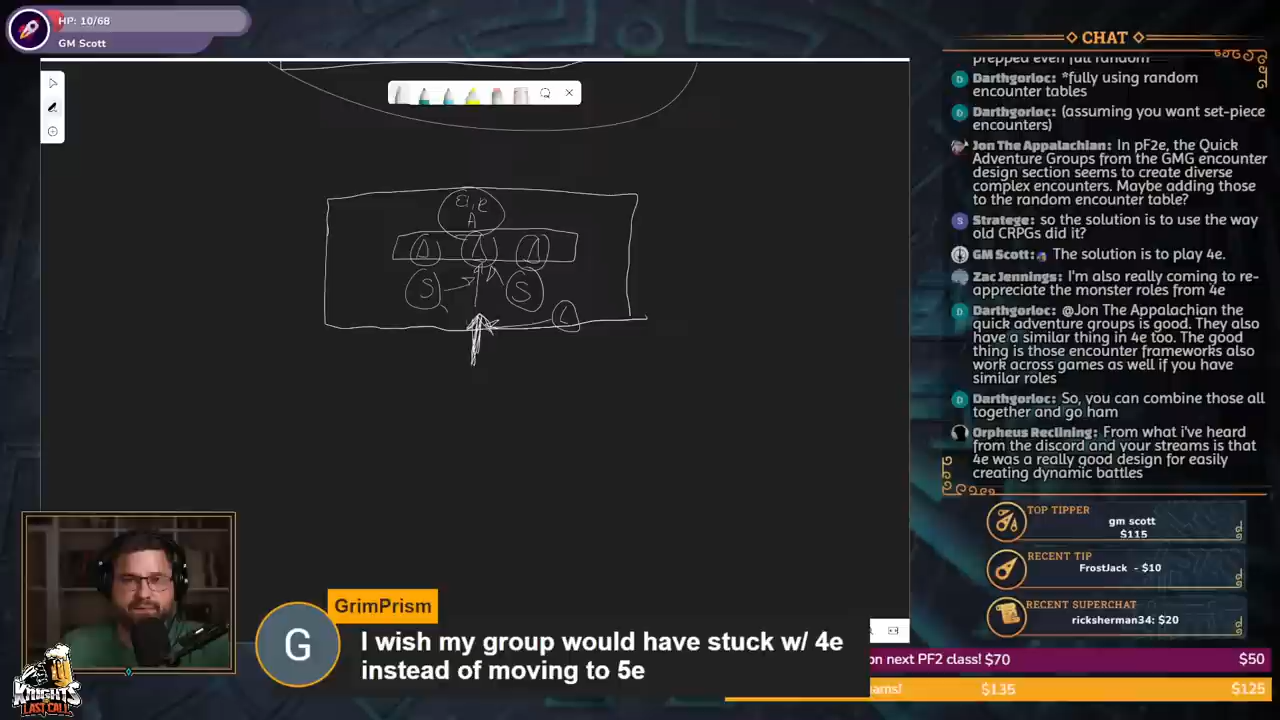 HP: 10/68
GM Scott
CHAT
prepped even full random
Darthgorloc: *fully using random
encounter tables
Darthgorloc: (assuming you want set-piece
encounters)
Jon The Appalachian: In pF2e, the Quick
Adventure Groups from the GMG encounter
design section seems to create diverse
complex encounters. Maybe adding those
to the random encounter table?
Stratege: so the solution is to use the way
old CRPGs did it?
GM Scott: The solution is to play 4e.
Zac Jennings: I'm also really coming to re-
appreciate the monster roles from 4e
Darthgorloc: @Jon The Appalachian the
quick adventure groups is good. They also
have a similar thing in 4e too. The good
thing is those encounter frameworks also
work across games as well if you have
similar roles
Darthgorloc: So, you can combine those all
together and go ham
Orpheus Reclining: From what i've heard
from the discord and your streams is that
4e was a really good design for easily
creating dynamic battles
A
S
S
L
TOP TIPPER
gm scott
$115
RECENT TIP
FrostJack - $10
RECENT SUPERCHAT
ricksherman34: $20
GrimPrism
G
I wish my group would have stuck w/ 4e
instead of moving to 5e
on next PF2 class! $70 $50
$135 $125
KNIGHTS
OF
LAST CALL